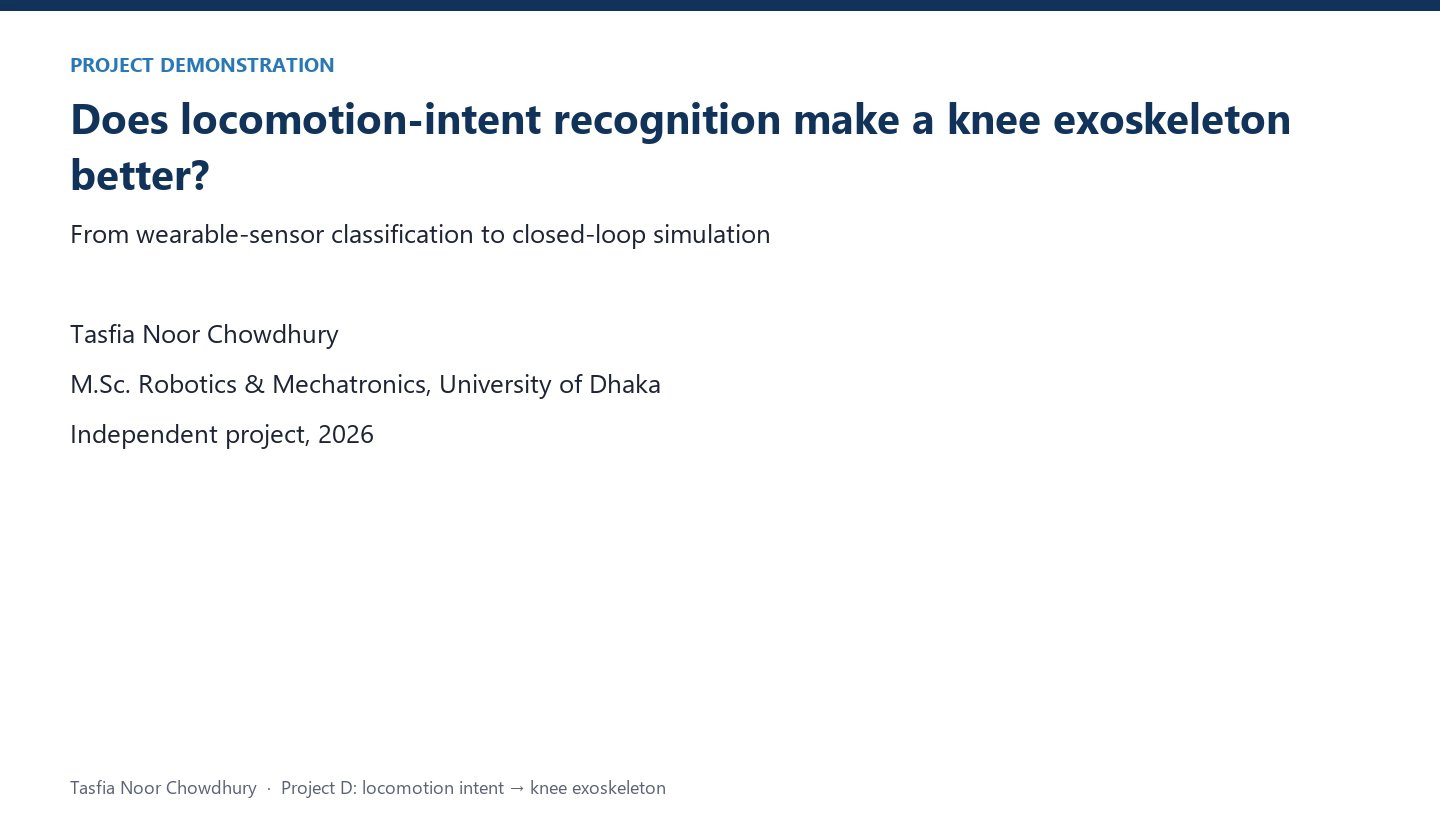 PROJECT DEMONSTRATION
Does locomotion-intent recognition make a knee exoskeleton
better?
From wearable-sensor classification to closed-loop simulation
Tasfia Noor Chowdhury
M.Sc. Robotics & Mechatronics, University of Dhaka
Independent project, 2026
Tasfia Noor Chowdhury · Project D: locomotion intent → knee exoskeleton